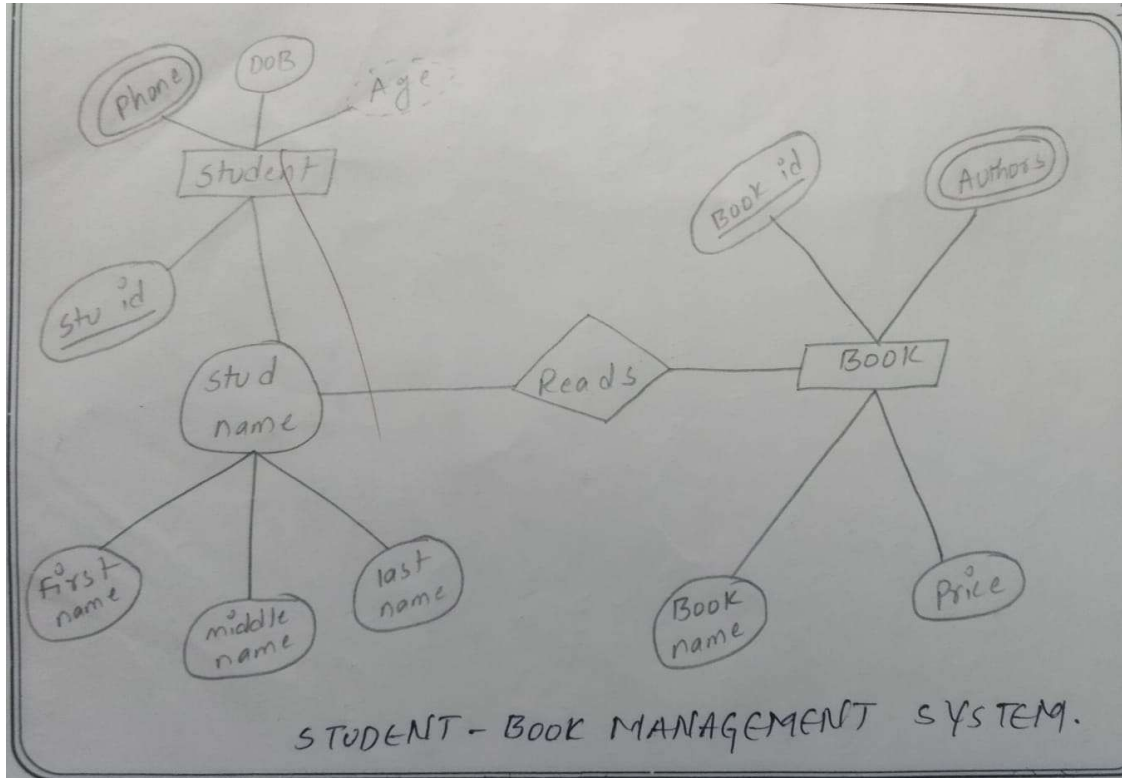 Phone
DOB
Age
Student
Stu id
Stud
name
First
name
middle
name
last
name
Reads
Book id
Authors
BOOK
Book
name
Price
STUDENT - BOOK MANAGEMENT SYSTEM.